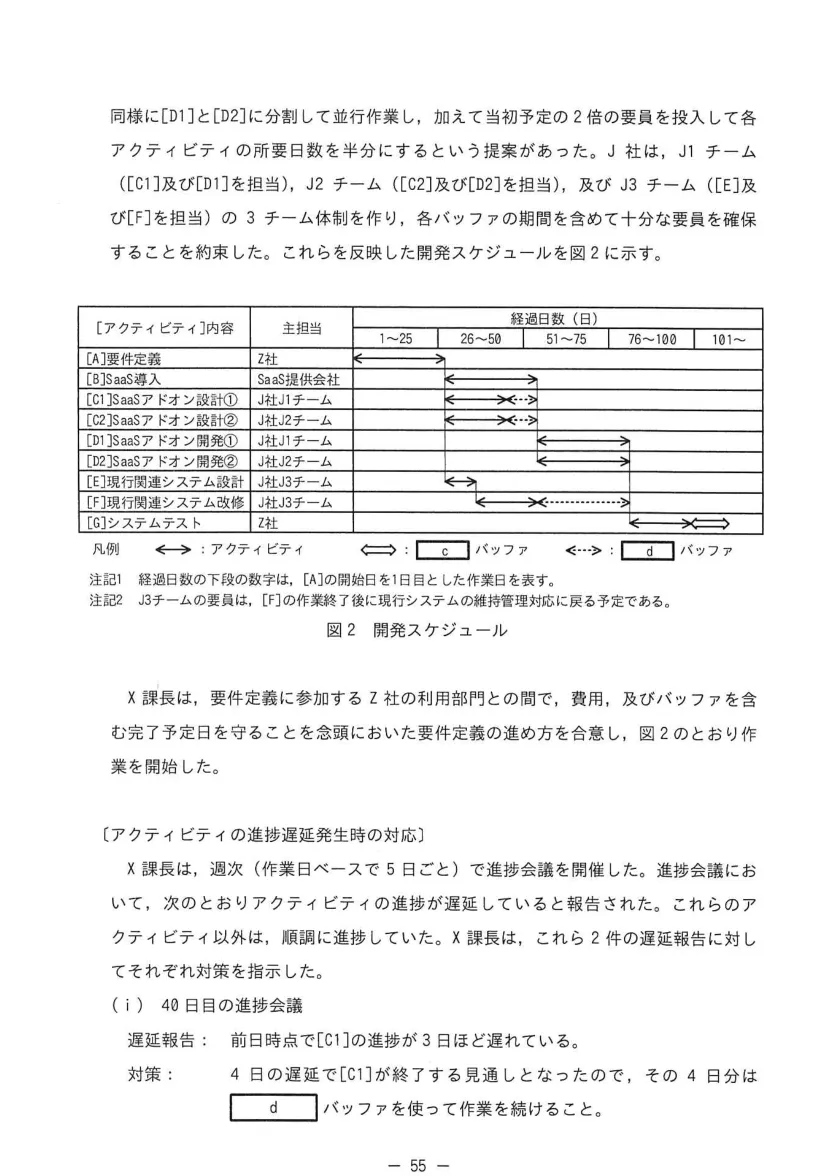 同様に[D1]と[D2]に分割して並行作業し，加えて当初予定の2倍の要員を投入して各
アクティビティの所要日数を半分にするという提案があった。J 社は，J1 チーム
（[C1]及び[D1]を担当），J2 チーム（[C2]及び[D2]を担当），及び J3 チーム（[E]及
び[F]を担当）の 3 チーム体制を作り，各バッファの期間を含めて十分な要員を確保
することを約束した。これらを反映した開発スケジュールを図2に示す。
[アクティビティ]内容 主担当 経過日数（日）
1～25 26～50 51～75 76～100 101～
[A]要件定義 Z社
[B]SaaS導入 SaaS提供会社
[C1]SaaSアドオン設計① J社J1チーム
[C2]SaaSアドオン設計② J社J2チーム
[D1]SaaSアドオン開発① J社J1チーム
[D2]SaaSアドオン開発② J社J2チーム
[E]現行関連システム設計 J社J3チーム
[F]現行関連システム改修 J社J3チーム
[G]システムテスト Z社
凡例 ：アクティビティ ： c バッファ ： d バッファ
注記1 経過日数の下段の数字は，[A]の開始日を1日目とした作業日を表す。
注記2 J3チームの要員は，[F]の作業終了後に現行システムの維持管理対応に戻る予定である。
図2 開発スケジュール
X 課長は，要件定義に参加する Z 社の利用部門との間で，費用，及びバッファを含
む完了予定日を守ることを念頭においた要件定義の進め方を合意し，図2のとおり作
業を開始した。
〔アクティビティの進捗遅延発生時の対応〕
X 課長は，週次（作業日ベースで 5 日ごと）で進捗会議を開催した。進捗会議にお
いて，次のとおりアクティビティの進捗が遅延していると報告された。これらのア
クティビティ以外は，順調に進捗していた。X 課長は，これら 2 件の遅延報告に対し
てそれぞれ対策を指示した。
(i) 40日目の進捗会議
遅延報告： 前日時点で[C1]の進捗が3日ほど遅れている。
対策： 4 日の遅延で[C1]が終了する見通しとなったので，その 4 日分は
d バッファを使って作業を続けること。
－ 55 －